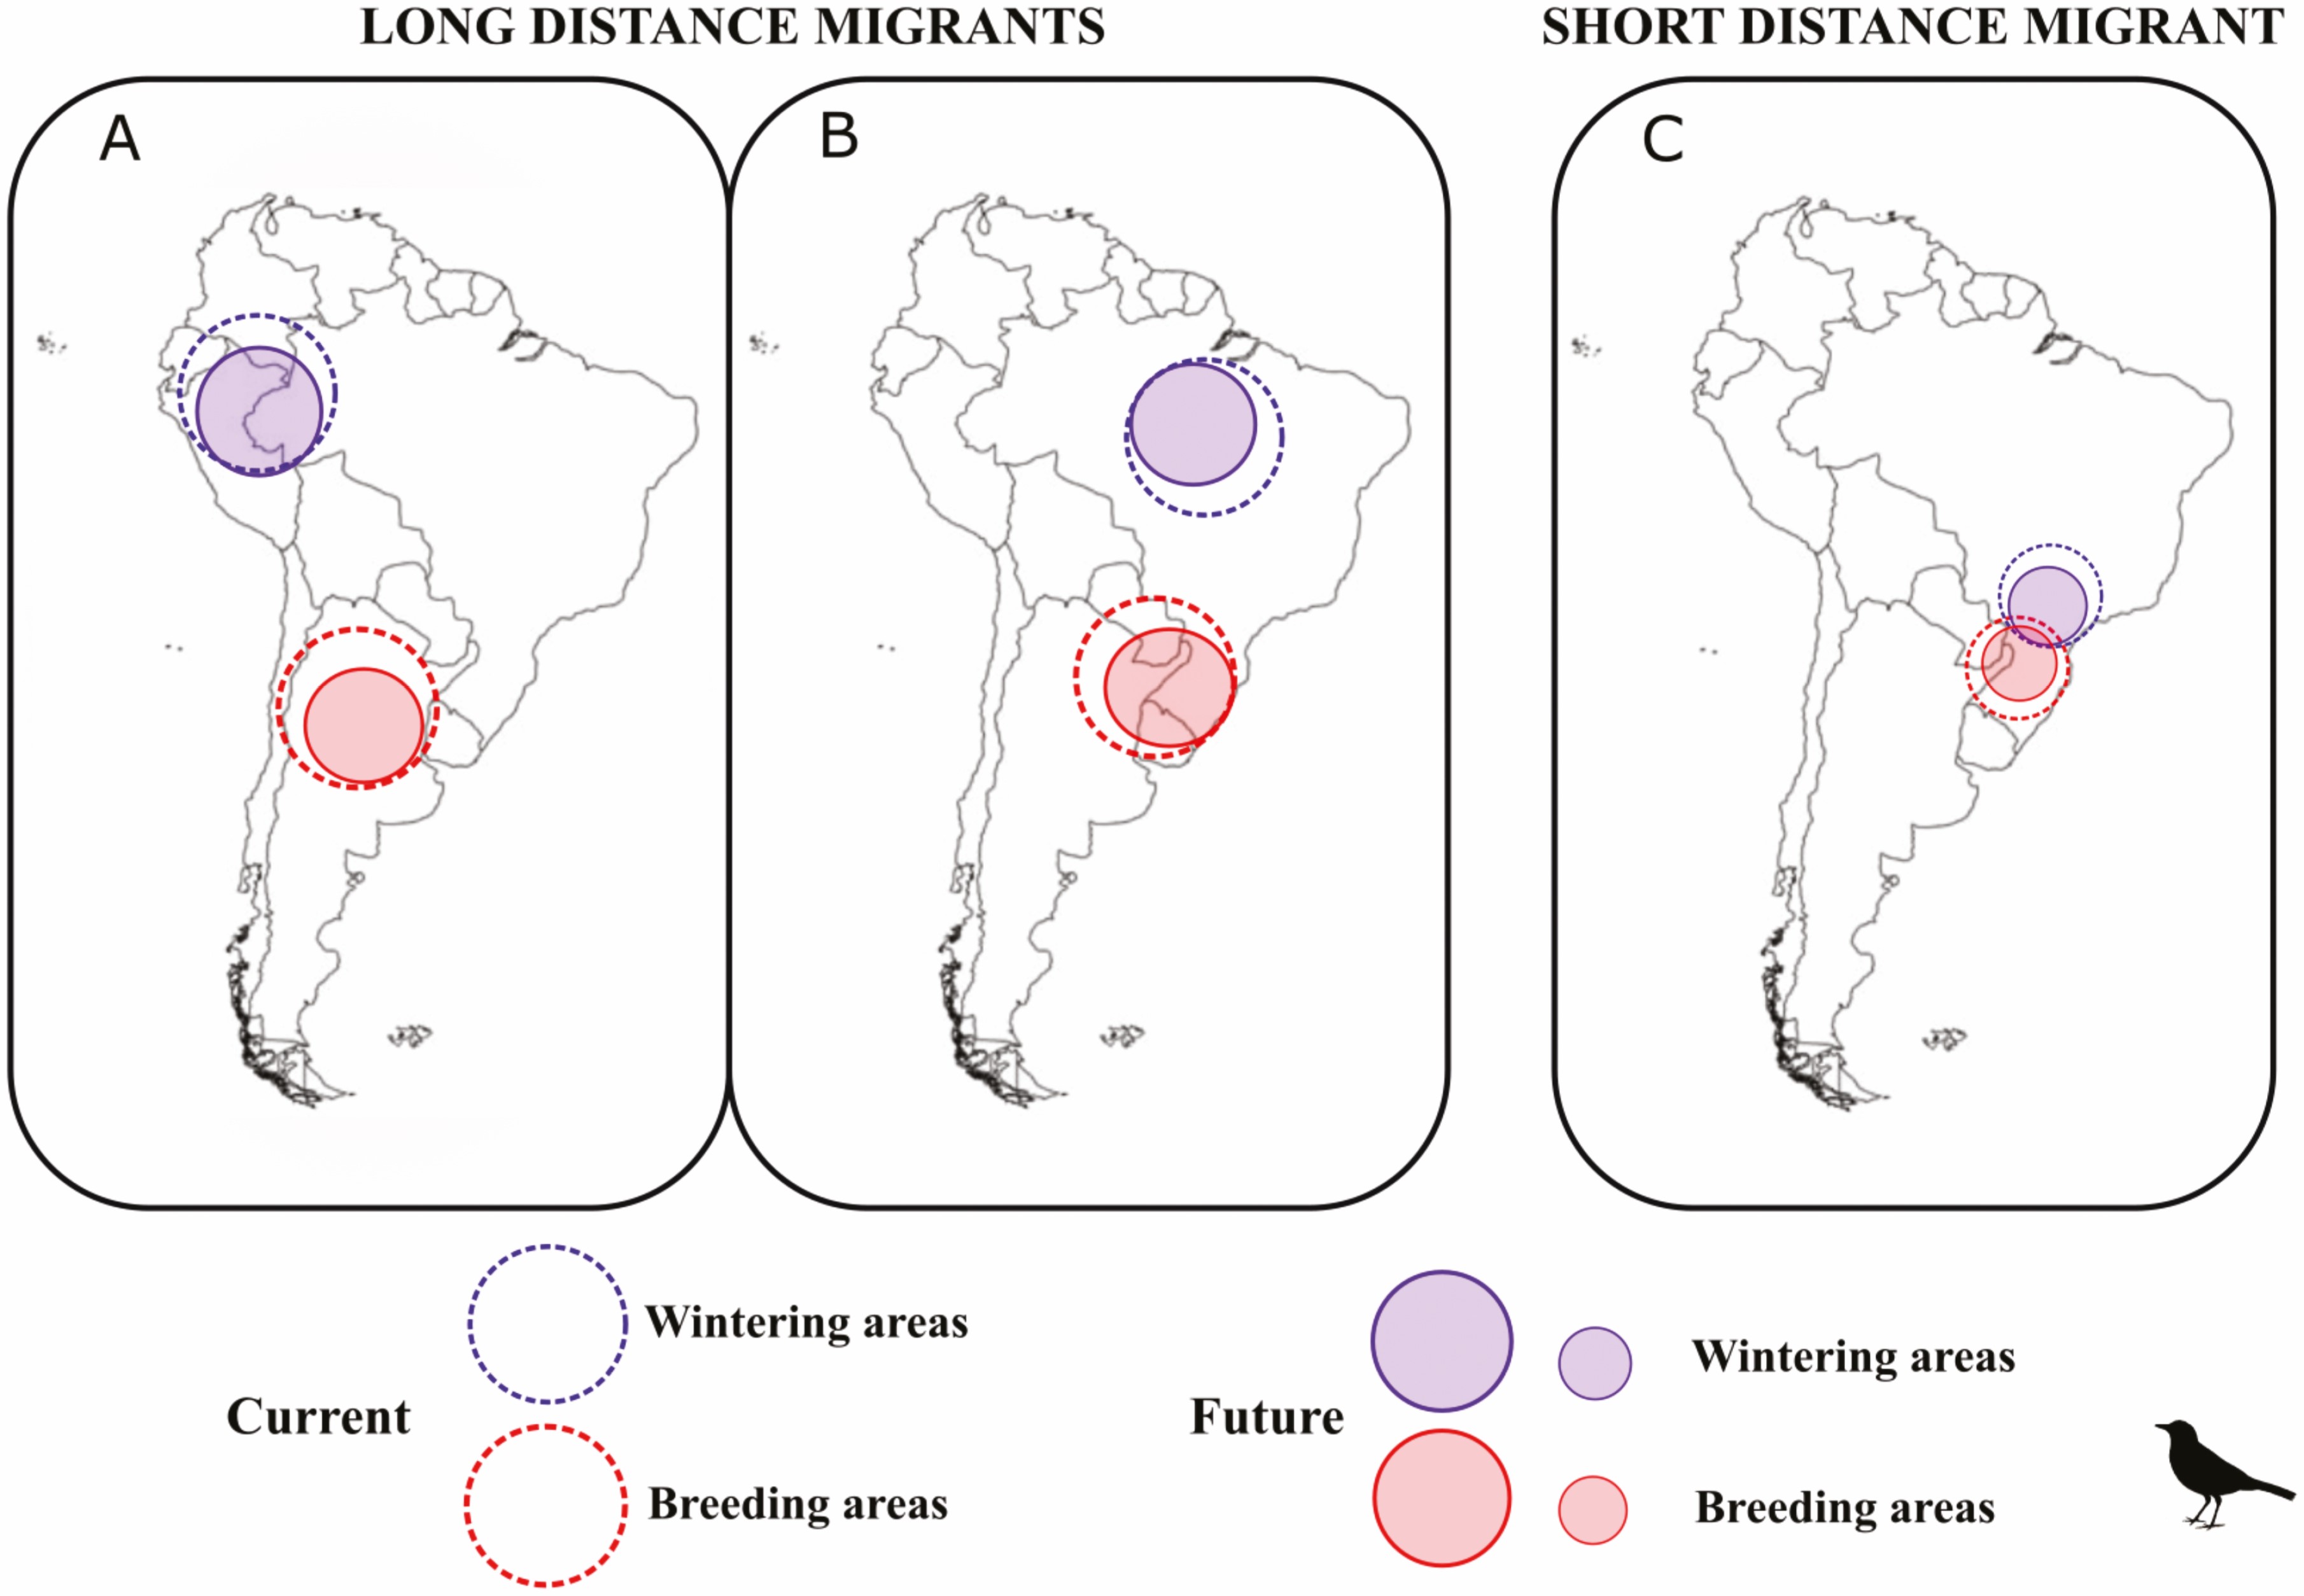 LONG DISTANCE MIGRANTS
SHORT DISTANCE MIGRANT
A
B
C
Current
Wintering areas
Breeding areas
Future
Wintering areas
Breeding areas